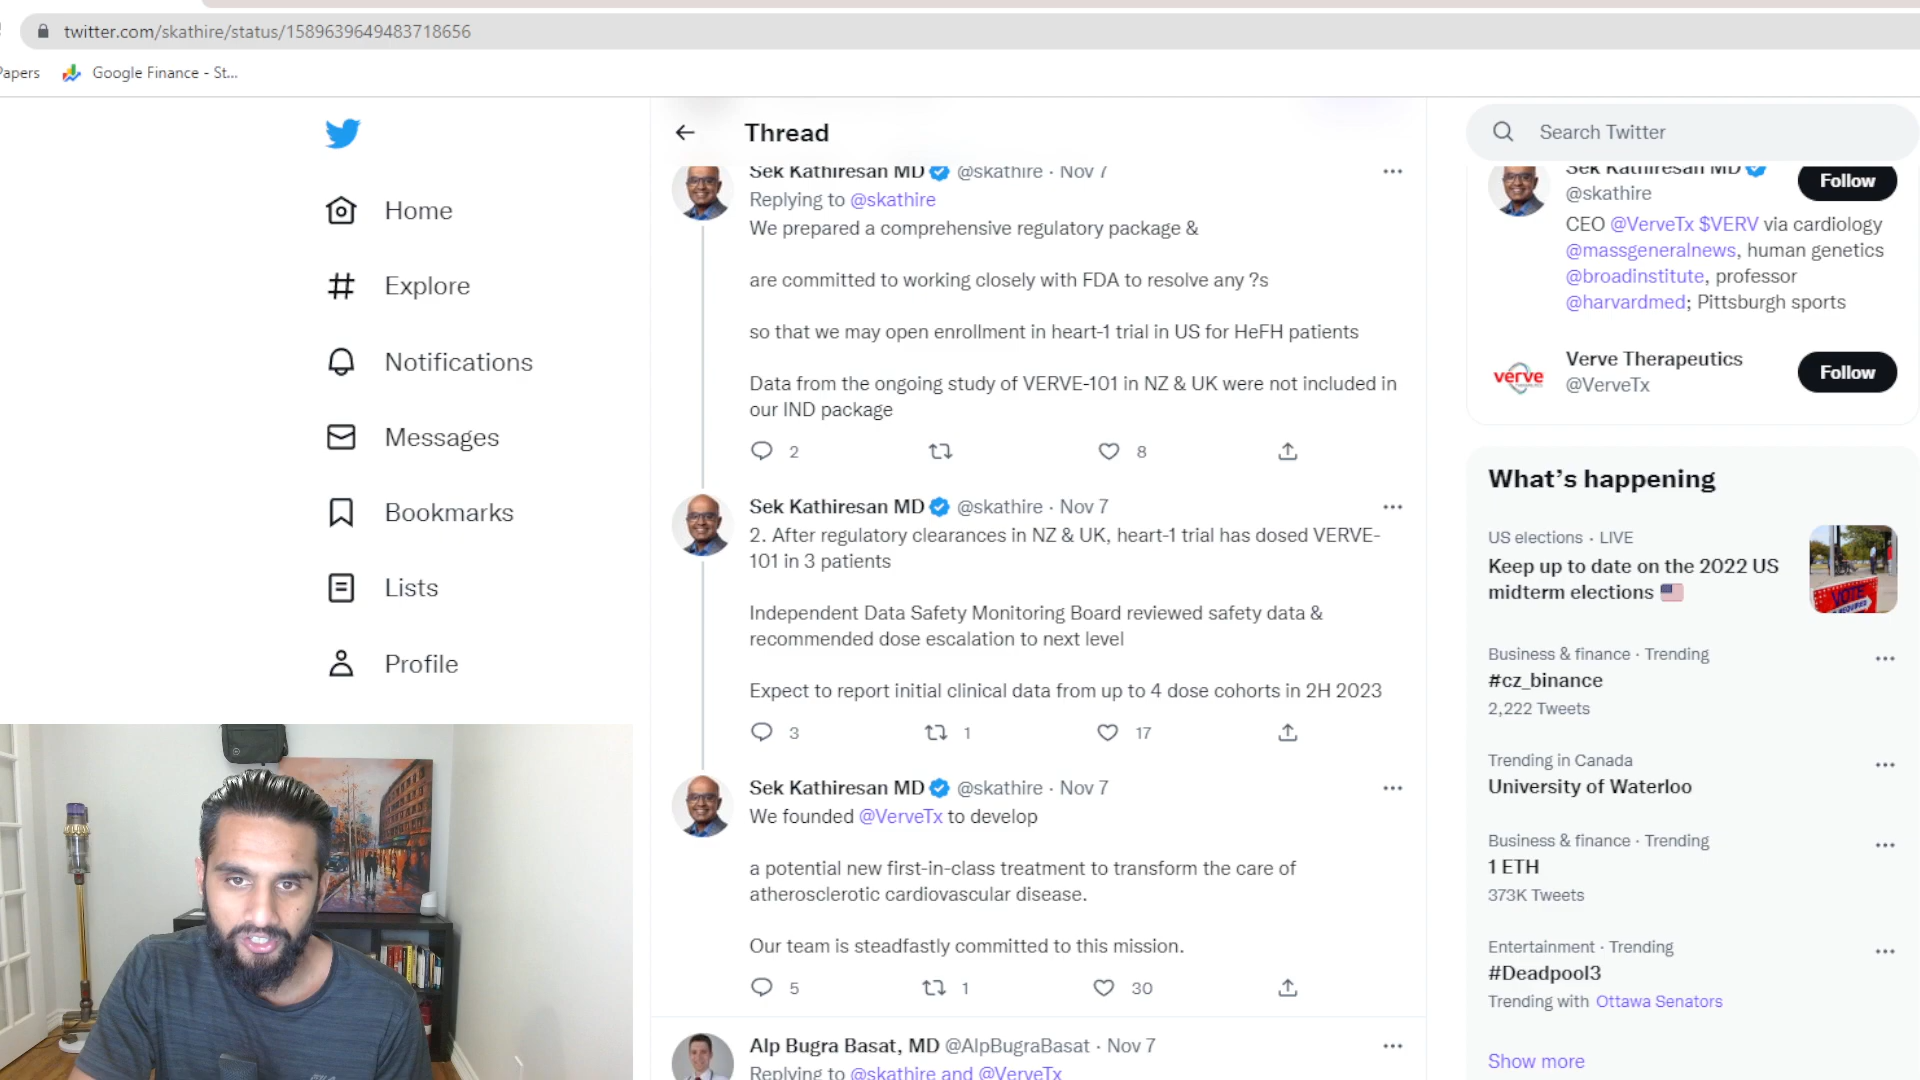 twitter.com/skathire/status/1589639649483718656
Papers
Google Finance - St...
Home
Explore
Notifications
Messages
Bookmarks
Lists
Profile
Thread
Sek Kathiresan MD @skathire · Nov 7
Replying to @skathire
We prepared a comprehensive regulatory package &
are committed to working closely with FDA to resolve any ?s
so that we may open enrollment in heart-1 trial in US for HeFH patients
Data from the ongoing study of VERVE-101 in NZ & UK were not included in
our IND package
2
8
Sek Kathiresan MD @skathire · Nov 7
2. After regulatory clearances in NZ & UK, heart-1 trial has dosed VERVE-
101 in 3 patients
Independent Data Safety Monitoring Board reviewed safety data &
recommended dose escalation to next level
Expect to report initial clinical data from up to 4 dose cohorts in 2H 2023
3
1
17
Sek Kathiresan MD @skathire · Nov 7
We founded @VerveTx to develop
a potential new first-in-class treatment to transform the care of
atherosclerotic cardiovascular disease.
Our team is steadfastly committed to this mission.
5
1
30
Alp Bugra Basat, MD @AlpBugraBasat · Nov 7
Replying to @skathire and @VerveTx
Search Twitter
Sek Kathiresan MD
@skathire
Follow
CEO @VerveTx $VERV via cardiology
@massgeneralnews, human genetics
@broadinstitute, professor
@harvardmed; Pittsburgh sports
verve
Verve Therapeutics
@VerveTx
Follow
What's happening
US elections · LIVE
Keep up to date on the 2022 US
midterm elections
VOTE
Business & finance · Trending
#cz_binance
2,222 Tweets
Trending in Canada
University of Waterloo
Business & finance · Trending
1 ETH
373K Tweets
Entertainment · Trending
#Deadpool3
Trending with Ottawa Senators
Show more